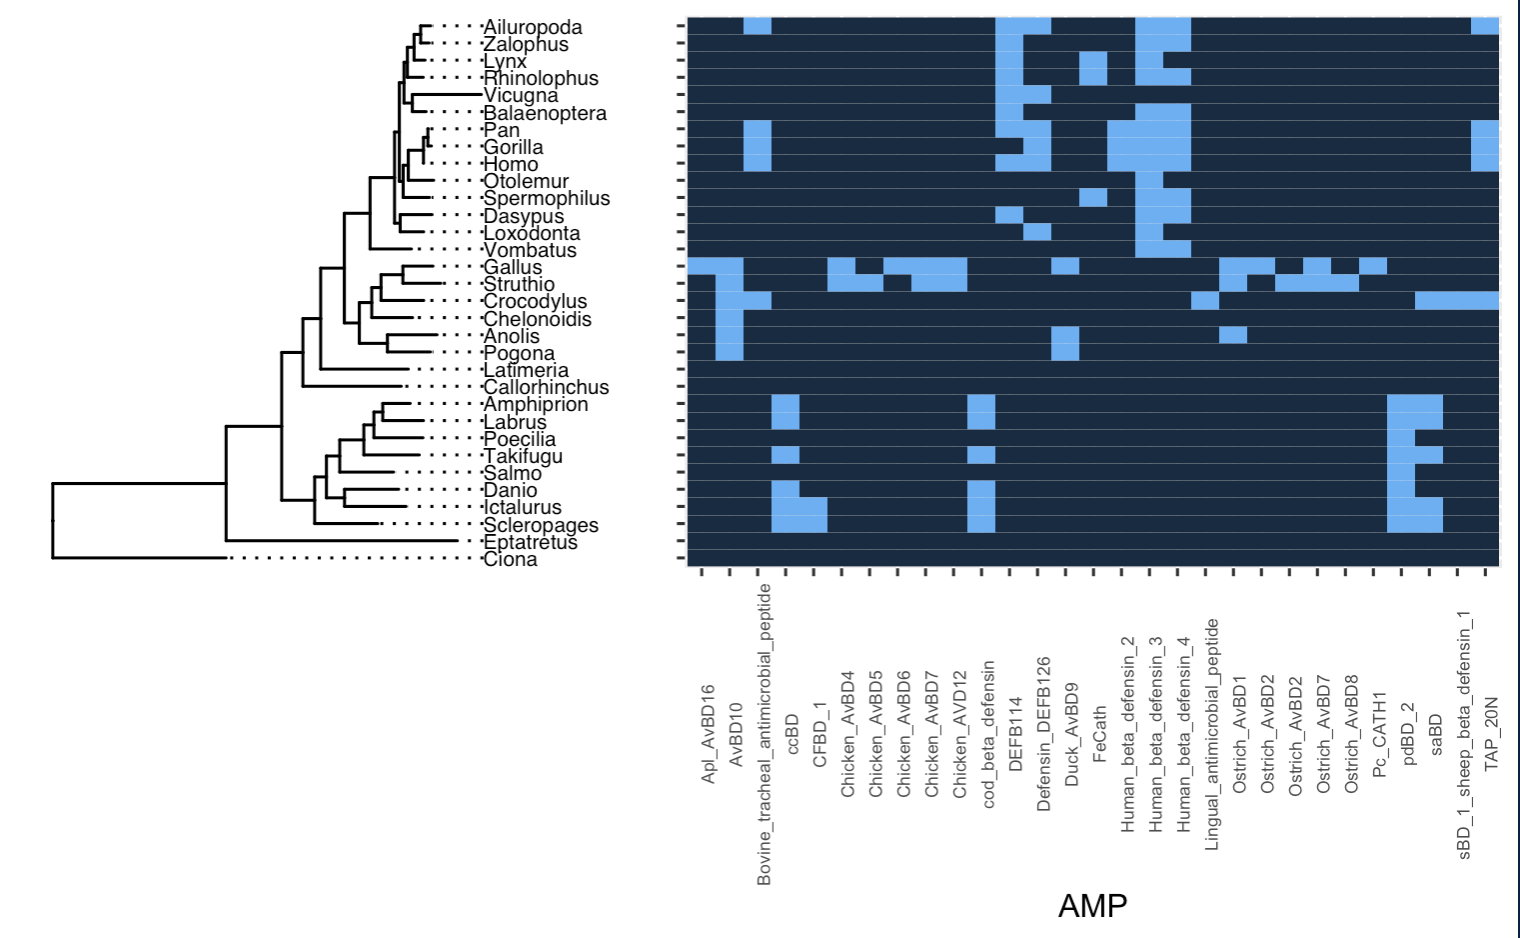 Ailuropoda
Zalophus
Lynx
Rhinolophus
Vicugna
Balaenoptera
Pan
Gorilla
Homo
Otolemur
Spermophilus
Dasypus
Loxodonta
Vombatus
Gallus
Struthio
Crocodylus
Chelonoidis
Anolis
Pogona
Latimeria
Callorhinchus
Amphiprion
Labrus
Poecilia
Takifugu
Salmo
Danio
Ictalurus
Scleropages
Eptatretus
Ciona
Apl_AvBD16
AvBD10
Bovine_tracheal_antimicrobial_peptide
ccBD
CFBD_1
Chicken_AvBD4
Chicken_AvBD5
Chicken_AvBD6
Chicken_AvBD7
Chicken_AVD12
cod_beta_defensin
DEFB114
Defensin_DEFB126
Duck_AvBD9
FeCath
Human_beta_defensin_2
Human_beta_defensin_3
Human_beta_defensin_4
Lingual_antimicrobial_peptide
Ostrich_AvBD1
Ostrich_AvBD2
Ostrich_AvBD2
Ostrich_AvBD7
Ostrich_AvBD8
Pc_CATH1
pdBD_2
saBD
sBD_1_sheep_beta_defensin_1
TAP_20N
AMP